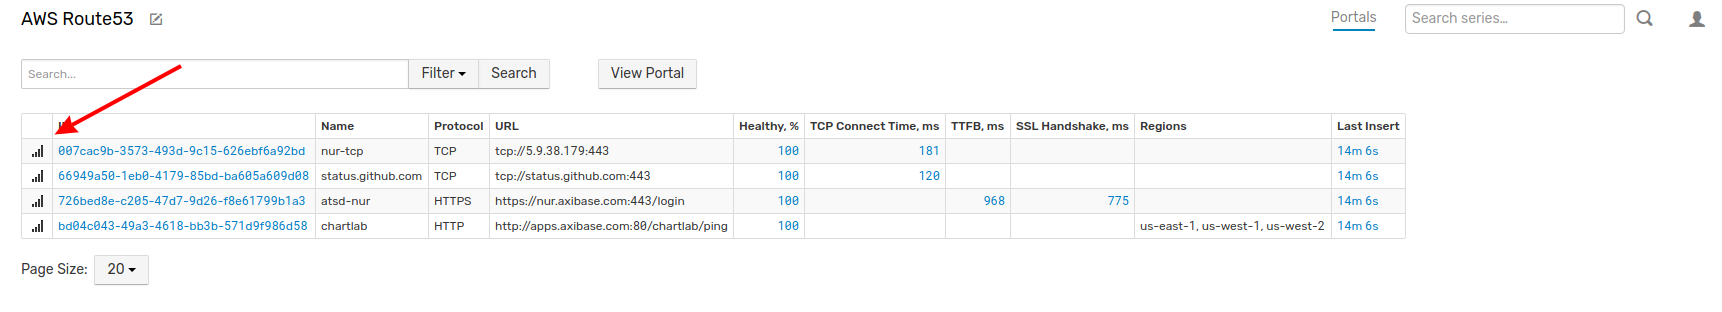 AWS Route53 Portals Search series...
Search... Filter Search View Portal
Name Protocol URL Healthy, % TCP Connect Time, ms TTFB, ms SSL Handshake, ms Regions Last Insert
007cac9b-3573-493d-9c15-626ebf6a92bd nur-tcp TCP tcp://5.9.38.179:443 100 181 14m 6s
66949a50-1eb0-4179-85bd-ba605a609d08 status.github.com TCP tcp://status.github.com:443 100 120 14m 6s
726bed8e-c205-47d7-9d26-f8e61799b1a3 atsd-nur HTTPS https://nur.axibase.com:443/login 100 968 775 14m 6s
bd04c043-49a3-4618-bb3b-571d9f986d58 chartlab HTTP http://apps.axibase.com:80/chartlab/ping 100 us-east-1, us-west-1, us-west-2 14m 6s
Page Size: 20